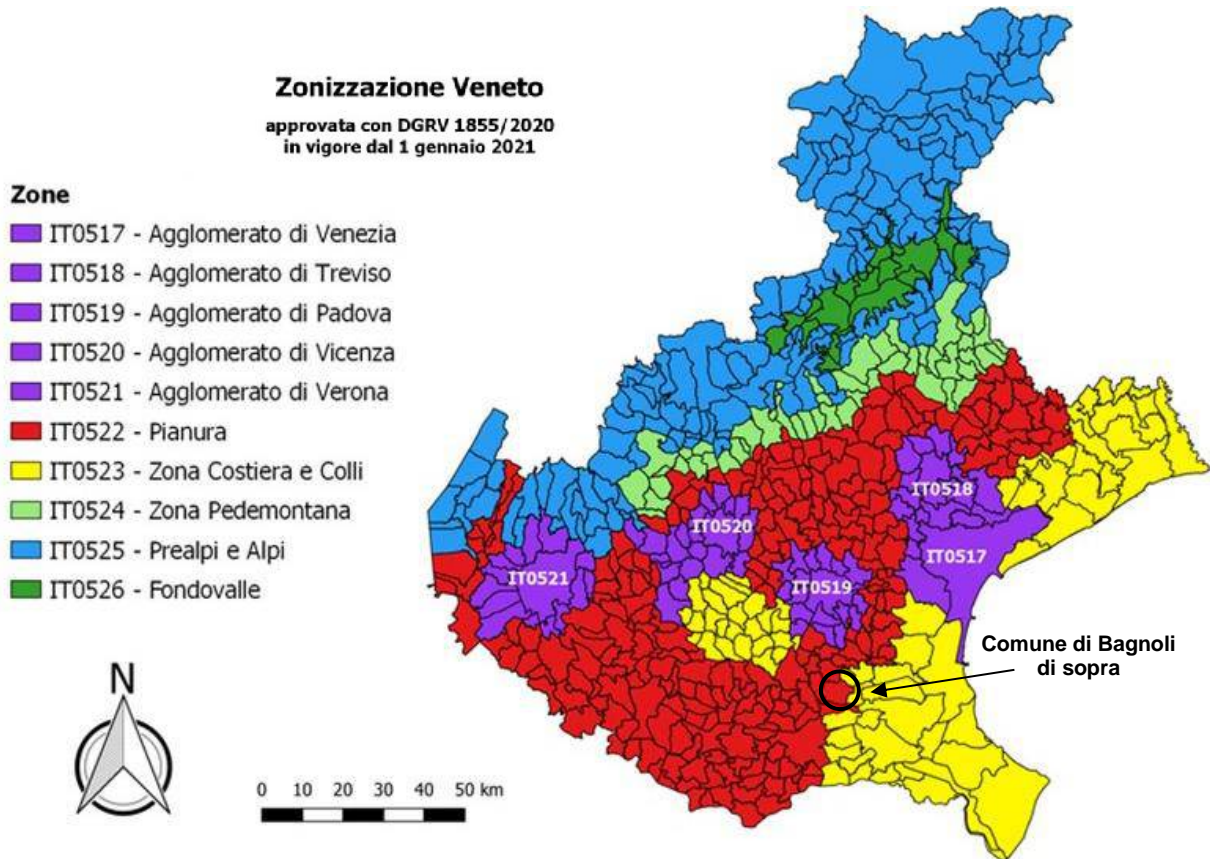 Zonizzazione Veneto
approvata con DGRV 1855/2020
in vigore dal 1 gennaio 2021
Zone
IT0517 - Agglomerato di Venezia
IT0518 - Agglomerato di Treviso
IT0519 - Agglomerato di Padova
IT0520 - Agglomerato di Vicenza
IT0521 - Agglomerato di Verona
IT0522 - Pianura
IT0523 - Zona Costiera e Colli
IT0524 - Zona Pedemontana
IT0525 - Prealpi e Alpi
IT0526 - Fondovalle
IT0518
IT0520
IT0517
IT0521
IT0519
Comune di Bagnoli
di sopra
N
0 10 20 30 40 50 km